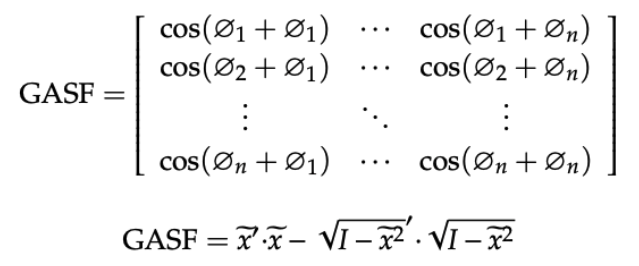 cos(∅₁ + ∅₁) ⋯ cos(∅₁ + ∅ₙ)
cos(∅₂ + ∅₁) ⋯ cos(∅₂ + ∅ₙ)
GASF = [ ⋮ ⋱ ⋮ ]
cos(∅ₙ + ∅₁) ⋯ cos(∅ₙ + ∅ₙ)
GASF = x̃′·x̃ − √(I − x̃²)′ · √(I − x̃²)